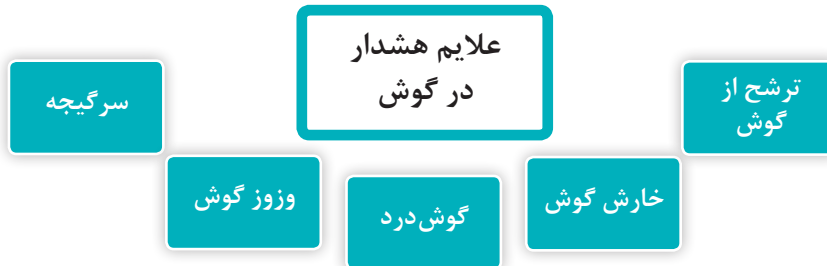 علایم هشدار
در گوش
ترشح از
گوش
خارش گوش
گوش‌درد
وزوز گوش
سرگیجه